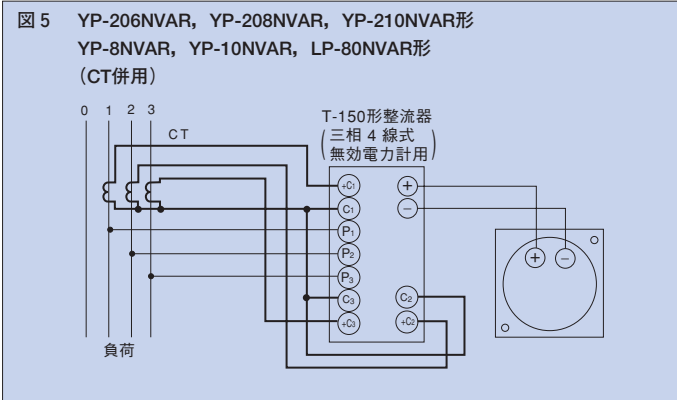 図5 YP-206NVAR，YP-208NVAR，YP-210NVAR形
YP-8NVAR，YP-10NVAR，LP-80NVAR形
（CT併用）
0 1 2 3
CT
T-150形整流器
（三相4線式
無効電力計用）
+C1
C1
P1
P2
P3
C3
+C3
+
−
C2
+C2
+ −
負荷